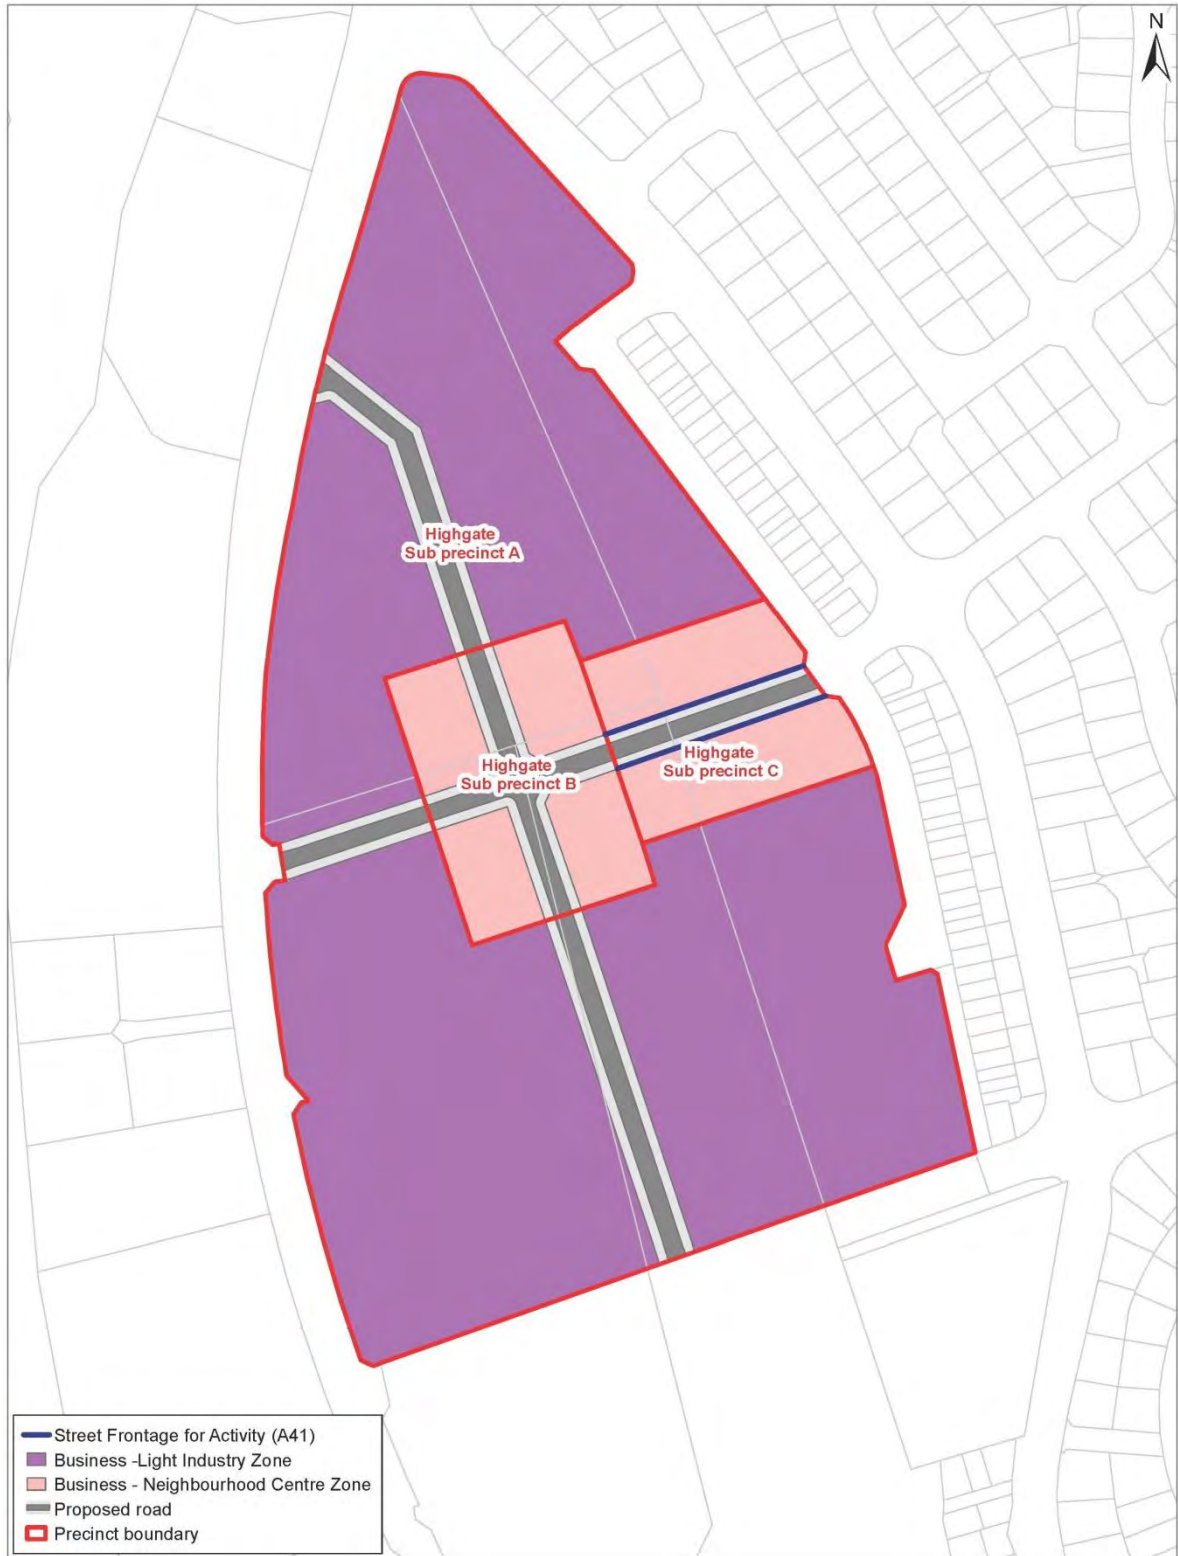 N
Highgate
Sub precinct A
Highgate
Sub precinct B
Highgate
Sub precinct C
Street Frontage for Activity (A41)
Business -Light Industry Zone
Business - Neighbourhood Centre Zone
Proposed road
Precinct boundary